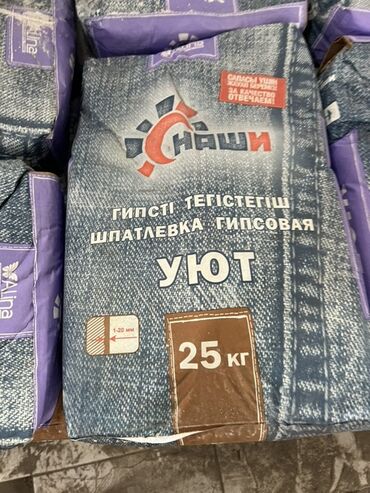 САПАСЫ ҮШІН
ЖАУАП БЕРЕМІЗ!
ЗА КАЧЕСТВО
ОТВЕЧАЕМ!
НАШИ
ГИПСТІ ТЕГІСТЕГІШ
ШПАТЛЕВКА ГИПСОВАЯ
УЮТ
1-20 мм
25 кг
Alina
Alina